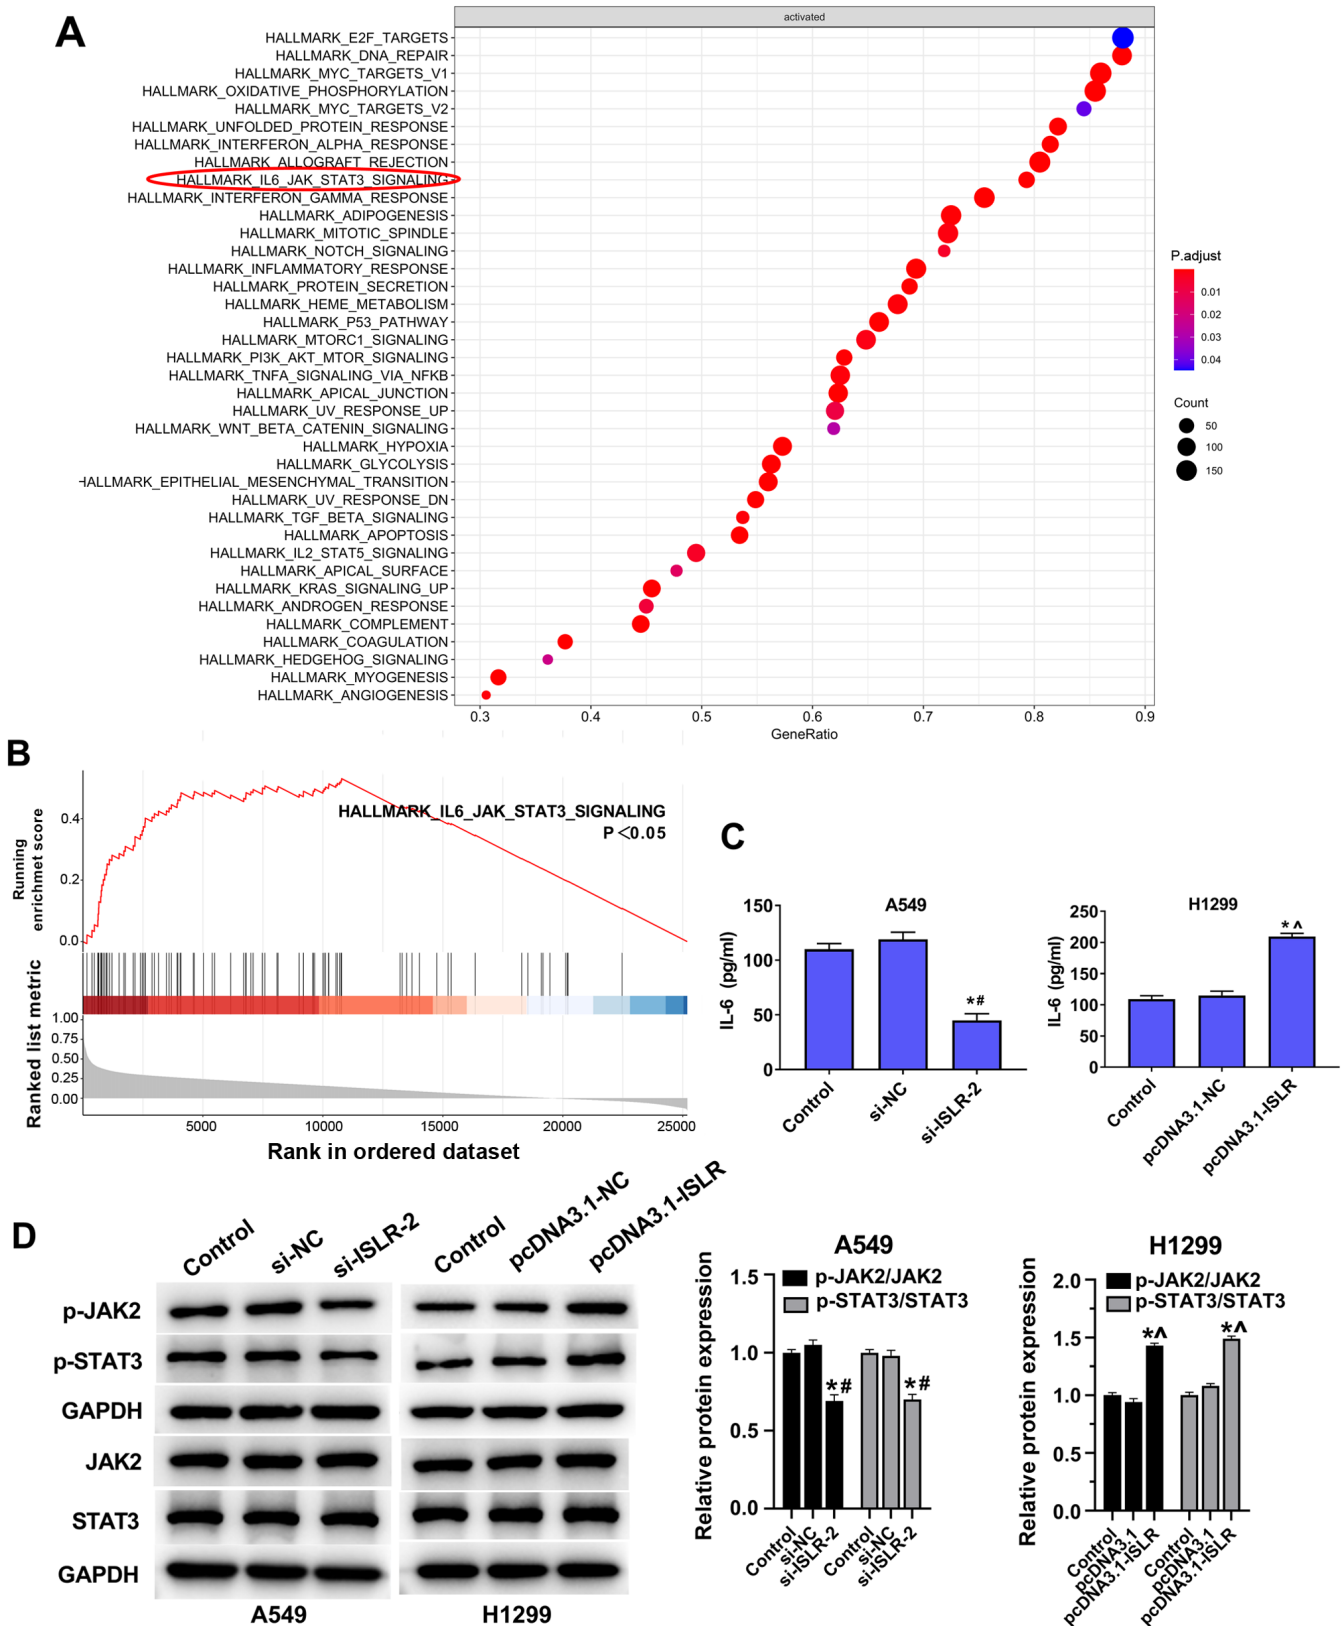 A
activated
HALLMARK_E2F_TARGETS
HALLMARK_DNA_REPAIR
HALLMARK_MYC_TARGETS_V1
HALLMARK_OXIDATIVE_PHOSPHORYLATION
HALLMARK_MYC_TARGETS_V2
HALLMARK_UNFOLDED_PROTEIN_RESPONSE
HALLMARK_INTERFERON_ALPHA_RESPONSE
HALLMARK_ALLOGRAFT_REJECTION
HALLMARK_IL6_JAK_STAT3_SIGNALING
HALLMARK_INTERFERON_GAMMA_RESPONSE
HALLMARK_ADIPOGENESIS
HALLMARK_MITOTIC_SPINDLE
HALLMARK_NOTCH_SIGNALING
HALLMARK_INFLAMMATORY_RESPONSE
HALLMARK_PROTEIN_SECRETION
HALLMARK_HEME_METABOLISM
HALLMARK_P53_PATHWAY
HALLMARK_MTORC1_SIGNALING
HALLMARK_PI3K_AKT_MTOR_SIGNALING
HALLMARK_TNFA_SIGNALING_VIA_NFKB
HALLMARK_APICAL_JUNCTION
HALLMARK_UV_RESPONSE_UP
HALLMARK_WNT_BETA_CATENIN_SIGNALING
HALLMARK_HYPOXIA
HALLMARK_GLYCOLYSIS
HALLMARK_EPITHELIAL_MESENCHYMAL_TRANSITION
HALLMARK_UV_RESPONSE_DN
HALLMARK_TGF_BETA_SIGNALING
HALLMARK_APOPTOSIS
HALLMARK_IL2_STAT5_SIGNALING
HALLMARK_APICAL_SURFACE
HALLMARK_KRAS_SIGNALING_UP
HALLMARK_ANDROGEN_RESPONSE
HALLMARK_COMPLEMENT
HALLMARK_COAGULATION
HALLMARK_HEDGEHOG_SIGNALING
HALLMARK_MYOGENESIS
HALLMARK_ANGIOGENESIS
0.3 0.4 0.5 0.6 0.7 0.8 0.9
GeneRatio
P.adjust
0.01
0.02
0.03
0.04
Count
50
100
150
B
Running
enrichment score
0.4
0.2
0.0
HALLMARK_IL6_JAK_STAT3_SIGNALING
P<0.05
Ranked list metric
1.00
0.75
0.50
0.25
0.00
5000 10000 15000 20000 25000
Rank in ordered dataset
C
A549
IL-6 (pg/ml)
150
100
50
0
*#
Control
si-NC
si-ISLR-2
H1299
IL-6 (pg/ml)
250
200
150
100
50
0
*^
Control
pcDNA3.1-NC
pcDNA3.1-ISLR
D
Control
si-NC
si-ISLR-2
Control
pcDNA3.1-NC
pcDNA3.1-ISLR
p-JAK2
p-STAT3
GAPDH
JAK2
STAT3
GAPDH
A549
H1299
A549
Relative protein expression
p-JAK2/JAK2
p-STAT3/STAT3
1.5
1.0
0.5
0.0
*#
*#
Control
si-NC
si-ISLR-2
Control
si-NC
si-ISLR-2
H1299
Relative protein expression
p-JAK2/JAK2
p-STAT3/STAT3
2.0
1.5
1.0
0.5
0.0
*^
*^
Control
pcDNA3.1
pcDNA3.1-ISLR
Control
pcDNA3.1
pcDNA3.1-ISLR